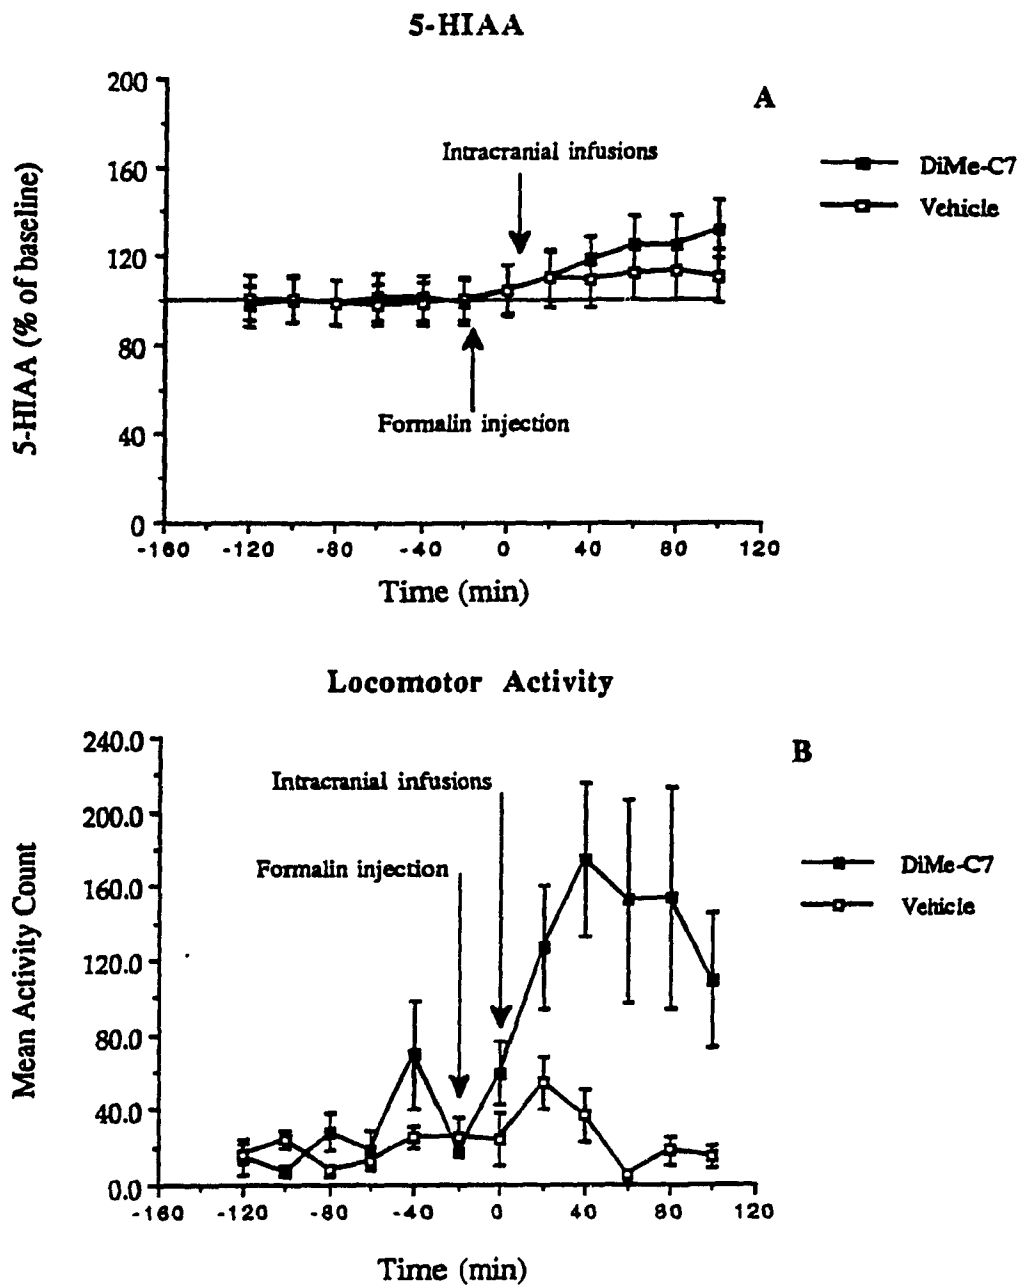 5-HIAA
A
200
160
120
80
40
0
5-HIAA (% of baseline)
Intracranial infusions
Formalin injection
DiMe-C7
Vehicle
-160 -120 -80 -40 0 40 80 120
Time (min)
Locomotor Activity
B
240.0
200.0
160.0
120.0
80.0
40.0
0.0
Mean Activity Count
Intracranial infusions
Formalin injection
DiMe-C7
Vehicle
-160 -120 -80 -40 0 40 80 120
Time (min)